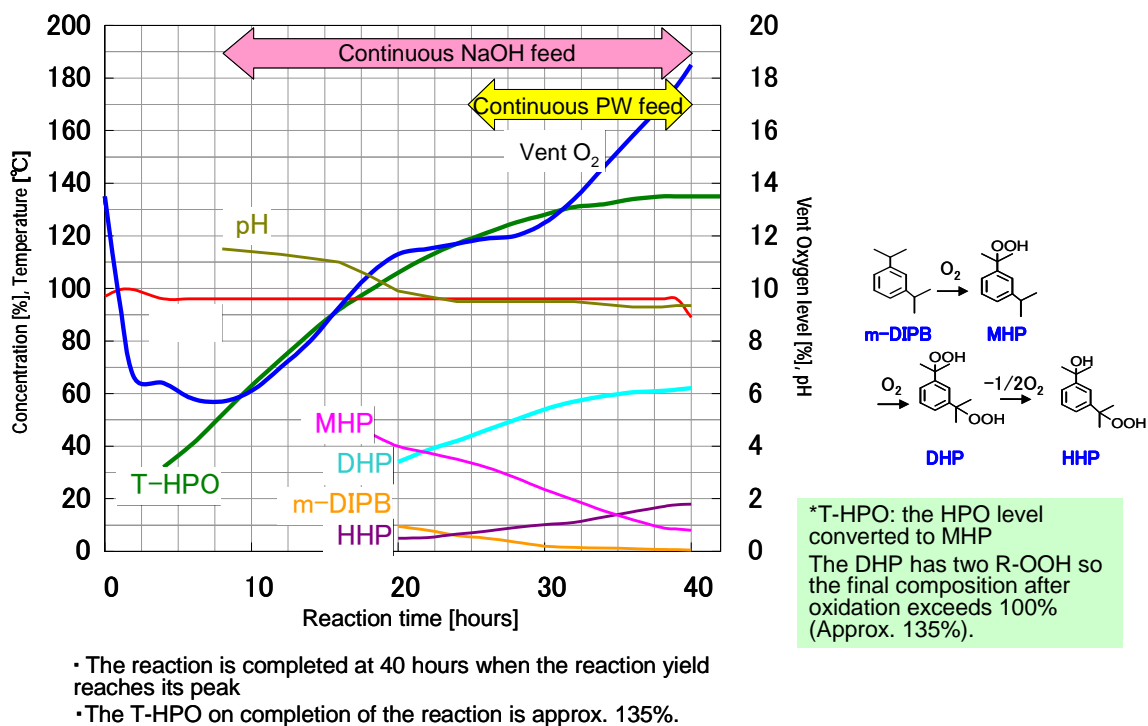 Continuous NaOH feed
Continuous PW feed
Vent O₂
pH
MHP
DHP
T-HPO
m-DIPB
HHP
200
180
160
140
120
100
80
60
40
20
0
Concentration [%], Temperature [℃]
20
18
16
14
12
10
8
6
4
2
0
Vent Oxygen level [%], pH
0
10
20
30
40
Reaction time [hours]
OOH
O₂
m-DIPB
MHP
O₂
OOH
OOH
DHP
-1/2O₂
OH
OOH
HHP
*T-HPO: the HPO level
converted to MHP
The DHP has two R-OOH so
the final composition after
oxidation exceeds 100%
(Approx. 135%).
・The reaction is completed at 40 hours when the reaction yield
reaches its peak
・The T-HPO on completion of the reaction is approx. 135%.